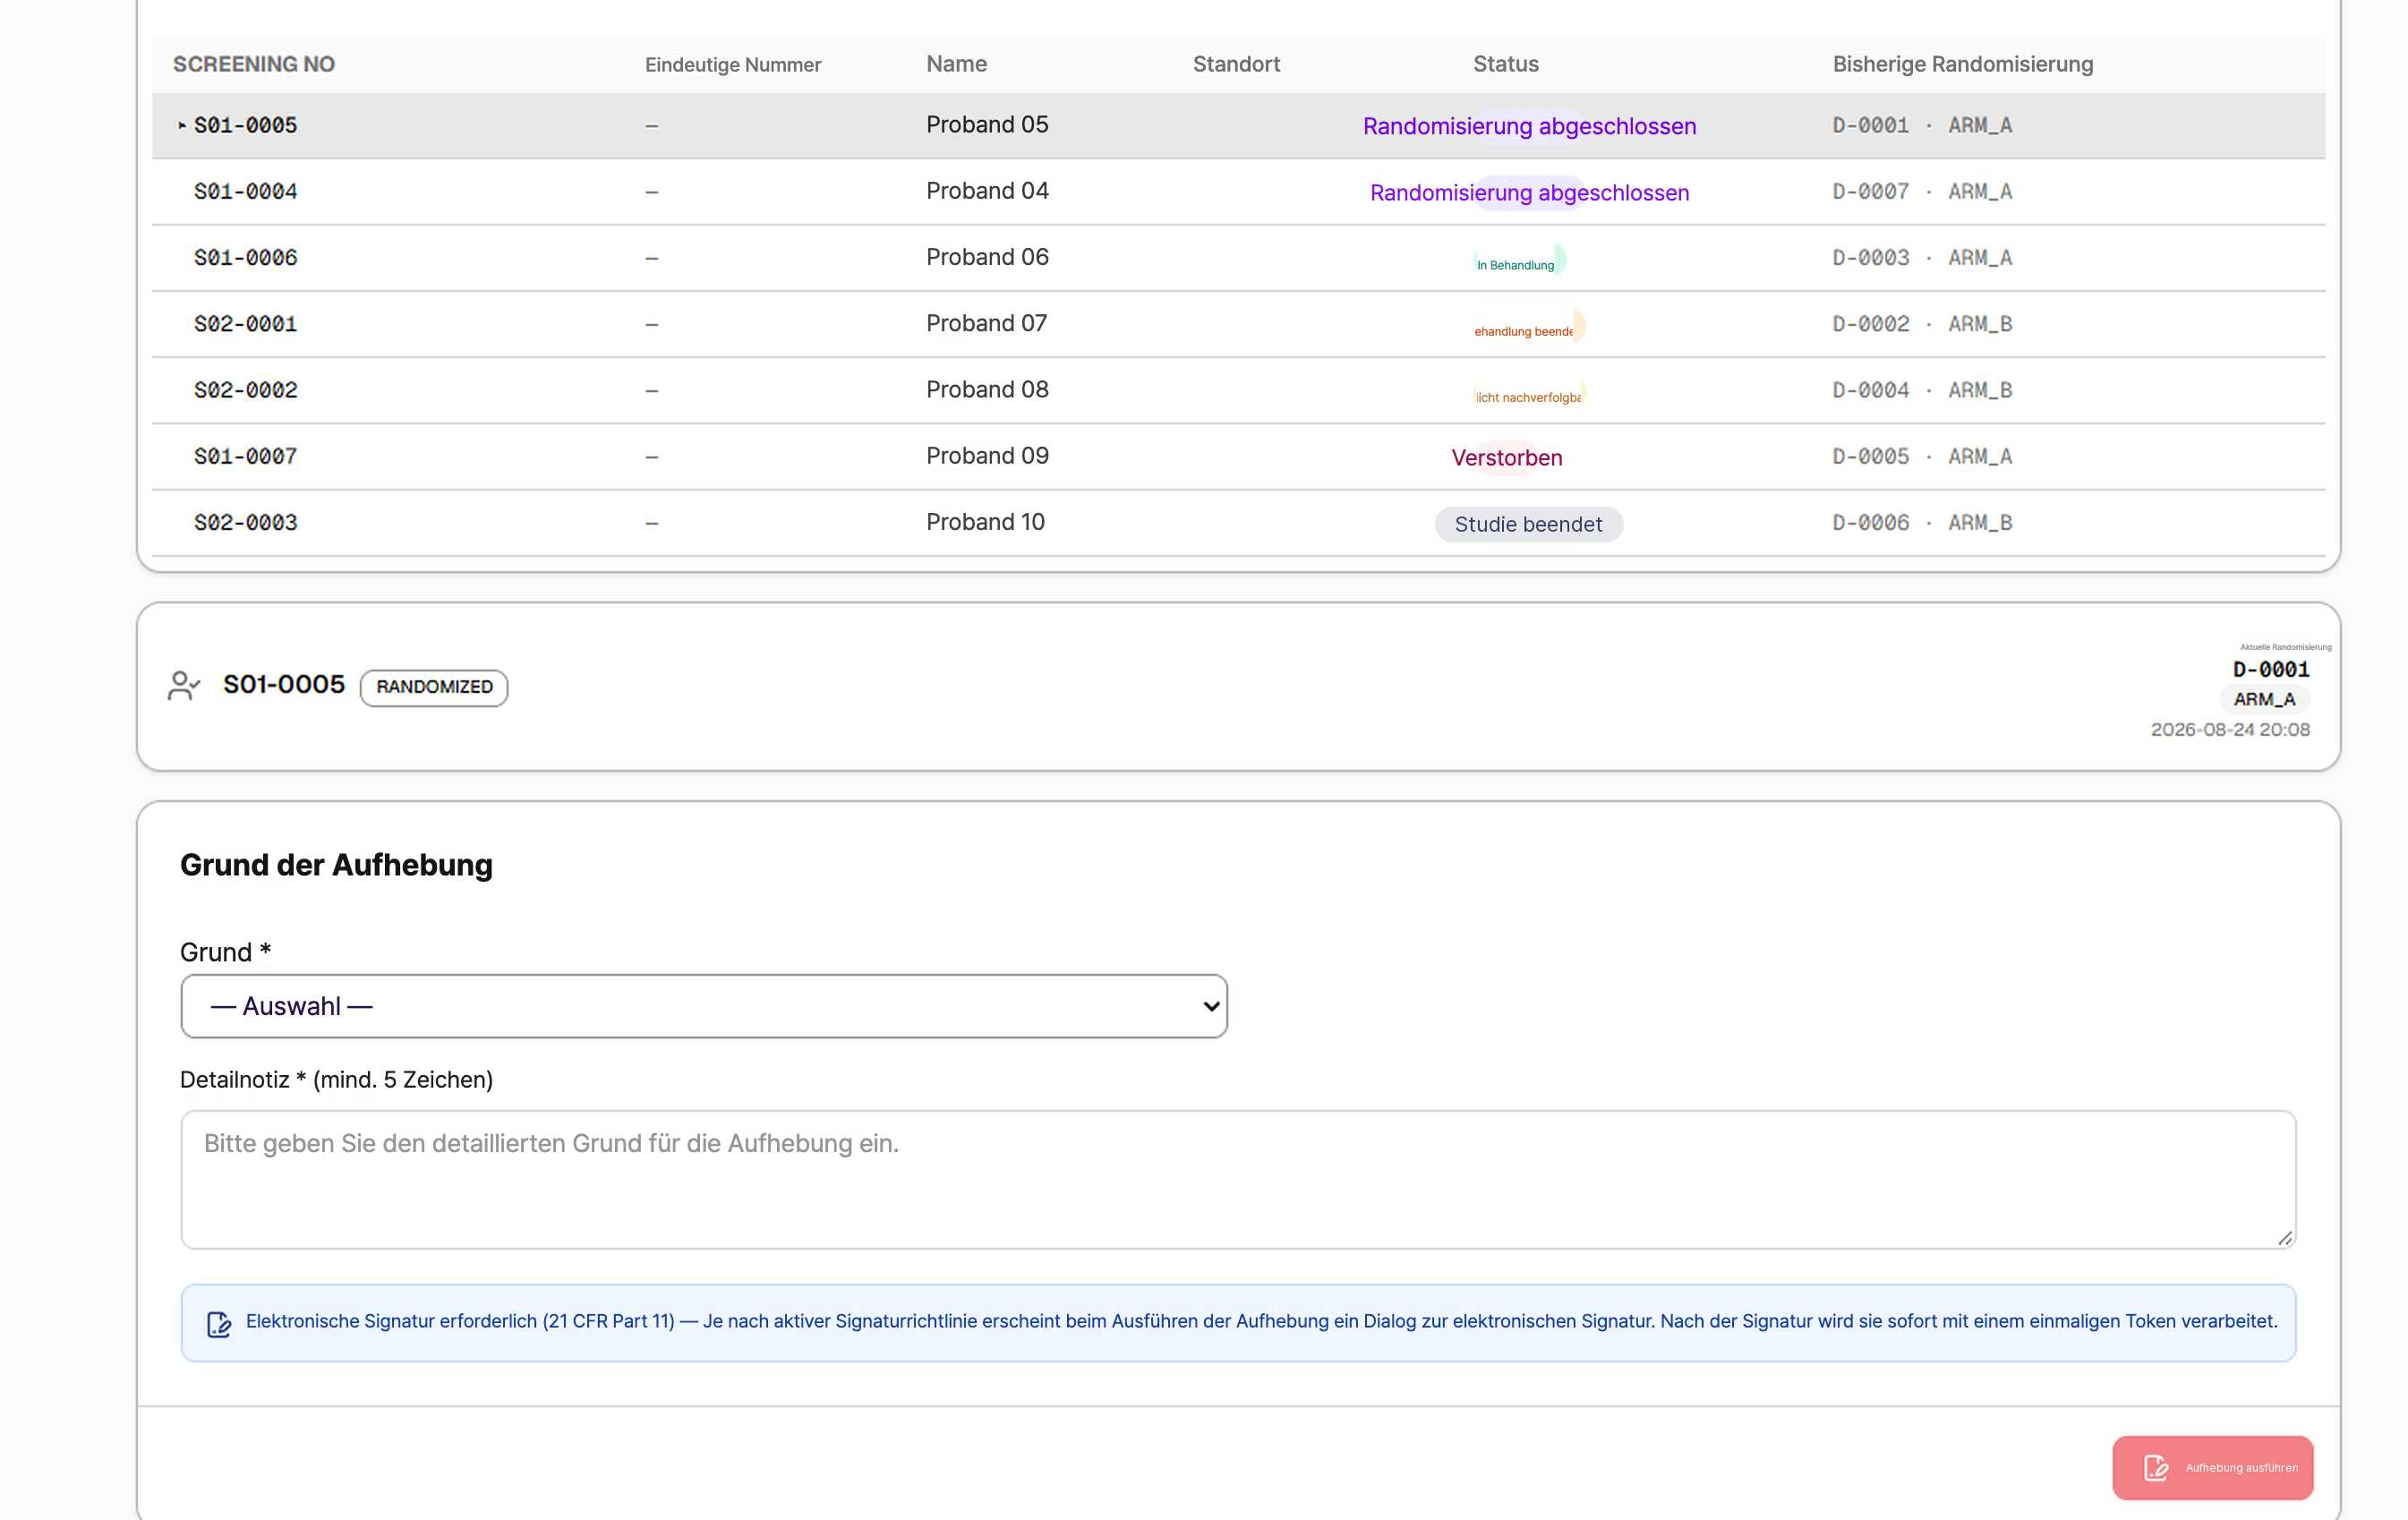 SCREENING NO Eindeutige Nummer Name Standort Status Bisherige Randomisierung
S01-0005 – Proband 05 Randomisierung abgeschlossen D-0001 · ARM_A
S01-0004 – Proband 04 Randomisierung abgeschlossen D-0007 · ARM_A
S01-0006 – Proband 06 In Behandlung D-0003 · ARM_A
S02-0001 – Proband 07 ehandlung beende D-0002 · ARM_B
S02-0002 – Proband 08 icht nachverfolgba D-0004 · ARM_B
S01-0007 – Proband 09 Verstorben D-0005 · ARM_A
S02-0003 – Proband 10 Studie beendet D-0006 · ARM_B
S01-0005 RANDOMIZED
Aktuelle Randomisierung
D-0001
ARM_A
2026-08-24 20:08
Grund der Aufhebung
Grund *
— Auswahl —
Detailnotiz * (mind. 5 Zeichen)
Bitte geben Sie den detaillierten Grund für die Aufhebung ein.
Elektronische Signatur erforderlich (21 CFR Part 11) — Je nach aktiver Signaturrichtlinie erscheint beim Ausführen der Aufhebung ein Dialog zur elektronischen Signatur. Nach der Signatur wird sie sofort mit einem einmaligen Token verarbeitet.
Aufhebung ausführen